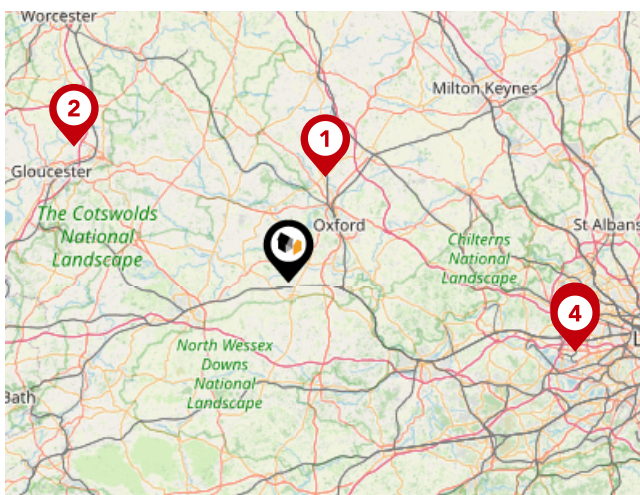 Worcester
2
Milton Keynes
1
Gloucester
The Cotswolds
National
Landscape
Oxford
St Albans
Chilterns
National
Landscape
4
North Wessex
Downs
National
Landscape
Bath
L